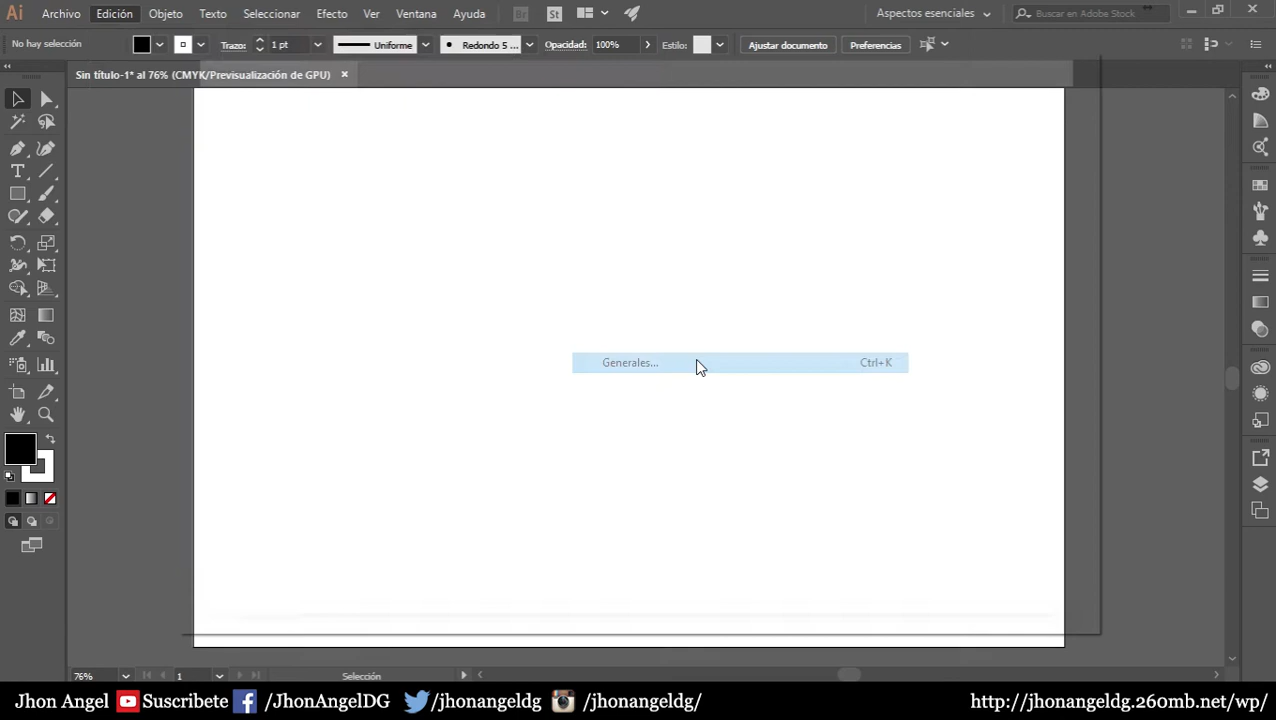 Ai Archivo Edición Objeto Texto Seleccionar Efecto Ver Ventana Ayuda Br St Aspectos esenciales Buscar en Adobe Stock
No hay selección Trazo: 1 pt Uniforme Redondo 5 ... Opacidad: 100% Estilo: Ajustar documento Preferencias
Sin título-1* al 76% (CMYK/Previsualización de GPU)
Generales... Ctrl+K
76% 1 Selección
Jhon Angel Suscribete /JhonAngelDG /jhonangeldg /jhonangeldg/ http://jhonangeldg.260mb.net/wp/